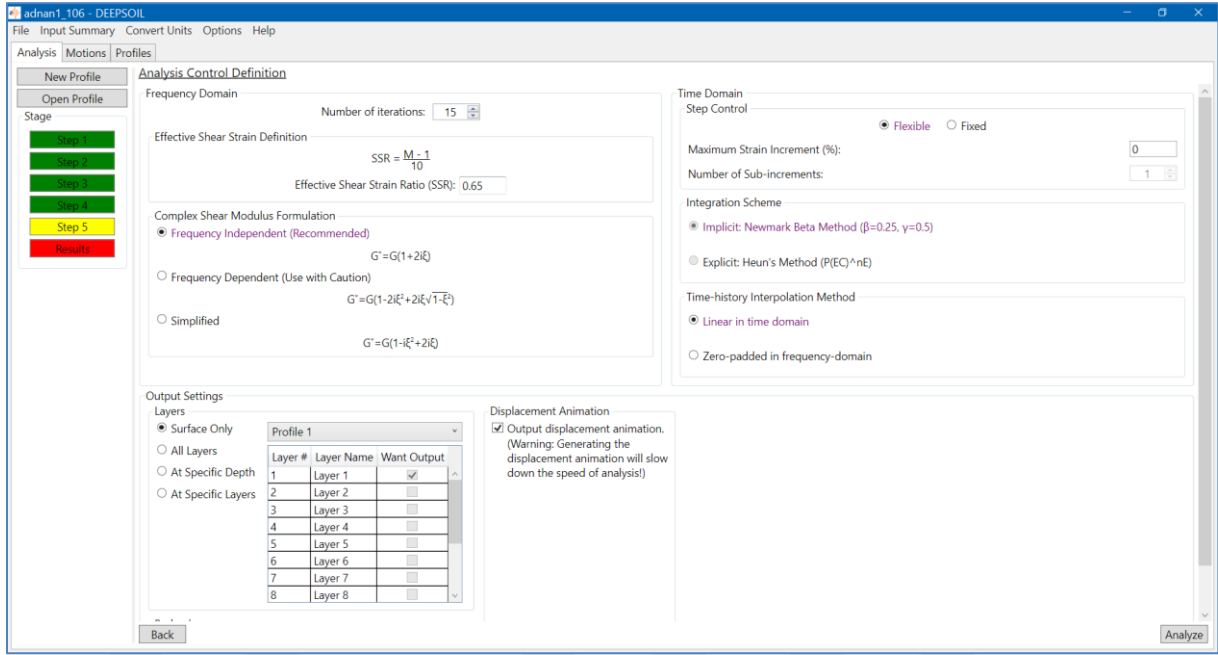 adnan1_106 - DEEPSOIL
File Input Summary Convert Units Options Help
Analysis Motions Profiles
New Profile
Open Profile
Stage
Step 1
Step 2
Step 3
Step 4
Step 5
Results
Analysis Control Definition
Frequency Domain
Number of iterations: 15
Effective Shear Strain Definition
SSR = M - 1
10
Effective Shear Strain Ratio (SSR): 0.65
Complex Shear Modulus Formulation
Frequency Independent (Recommended)
G*=G(1+2iξ)
Frequency Dependent (Use with Caution)
G*=G(1-2iξ²+2iξ√1-ξ²)
Simplified
G*=G(1-iξ²+2iξ)
Time Domain
Step Control
Flexible Fixed
Maximum Strain Increment (%): 0
Number of Sub-increments: 1
Integration Scheme
Implicit: Newmark Beta Method (β=0.25, γ=0.5)
Explicit: Heun's Method (P(EC)^nE)
Time-history Interpolation Method
Linear in time domain
Zero-padded in frequency-domain
Output Settings
Layers
Surface Only
All Layers
At Specific Depth
At Specific Layers
Profile 1
Layer # Layer Name Want Output
1 Layer 1
2 Layer 2
3 Layer 3
4 Layer 4
5 Layer 5
6 Layer 6
7 Layer 7
8 Layer 8
Displacement Animation
Output displacement animation.
(Warning: Generating the
displacement animation will slow
down the speed of analysis!)
Back
Analyze